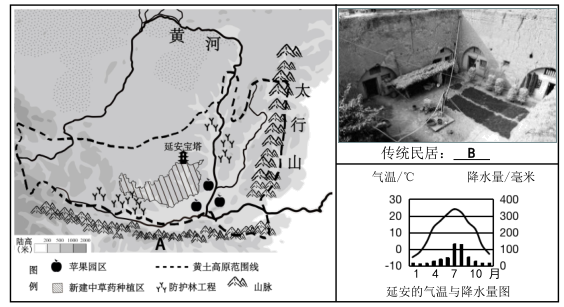 黄河
太行山
延安宝塔
A
陆高(米) 200 500 1000 2000
图例
苹果园区
黄土高原范围线
新建中草药种植区
防护林工程
山脉
传统民居: B
气温/℃ 降水量/毫米
30 400
20 300
10 200
0 100
-10 0
1 4 7 10 月
延安的气温与降水量图